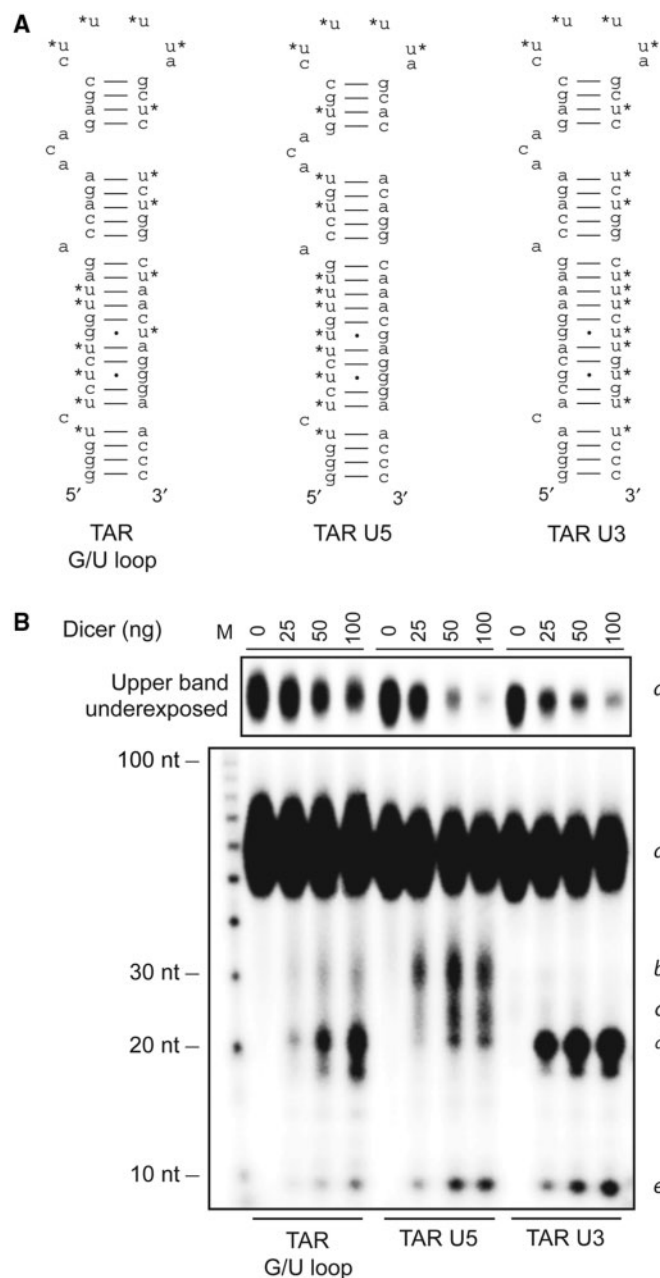 A
*u *u *u *u *u *u
*u u* *u u* *u u*
c a c a c a
c — g c — g c — g
g — c g — c g — c
a — u* *u — a a — u*
g — c g — c g — c
a a a
c c c
a a a
a — u* *u — a a — u*
g — c g — c g — c
a — u* *u — a a — u*
c — g c — g c — g
c — g c — g c — g
a a a
g — c g — c g — c
a — u* *u — a a — u*
*u — a *u — a a — u*
*u — a *u — a a — u*
g — c g — c g — c
g • u* *u • g g • u*
*u — a *u — a a — u*
c — g c — g c — g
*u • g *u • g g • u*
c — g c — g c — g
*u — a *u — a a — u*
c c c
*u — a *u — a a — u*
g — c g — c g — c
g — c g — c g — c
g — c g — c g — c
5′ 3′ 5′ 3′ 5′ 3′
TAR G/U loop
TAR U5
TAR U3
B
Dicer (ng) M 0 25 50 100 0 25 50 100 0 25 50 100
Upper band
underexposed
100 nt
30 nt b
20 nt
10 nt e
TAR
G/U loop
TAR U5
TAR U3